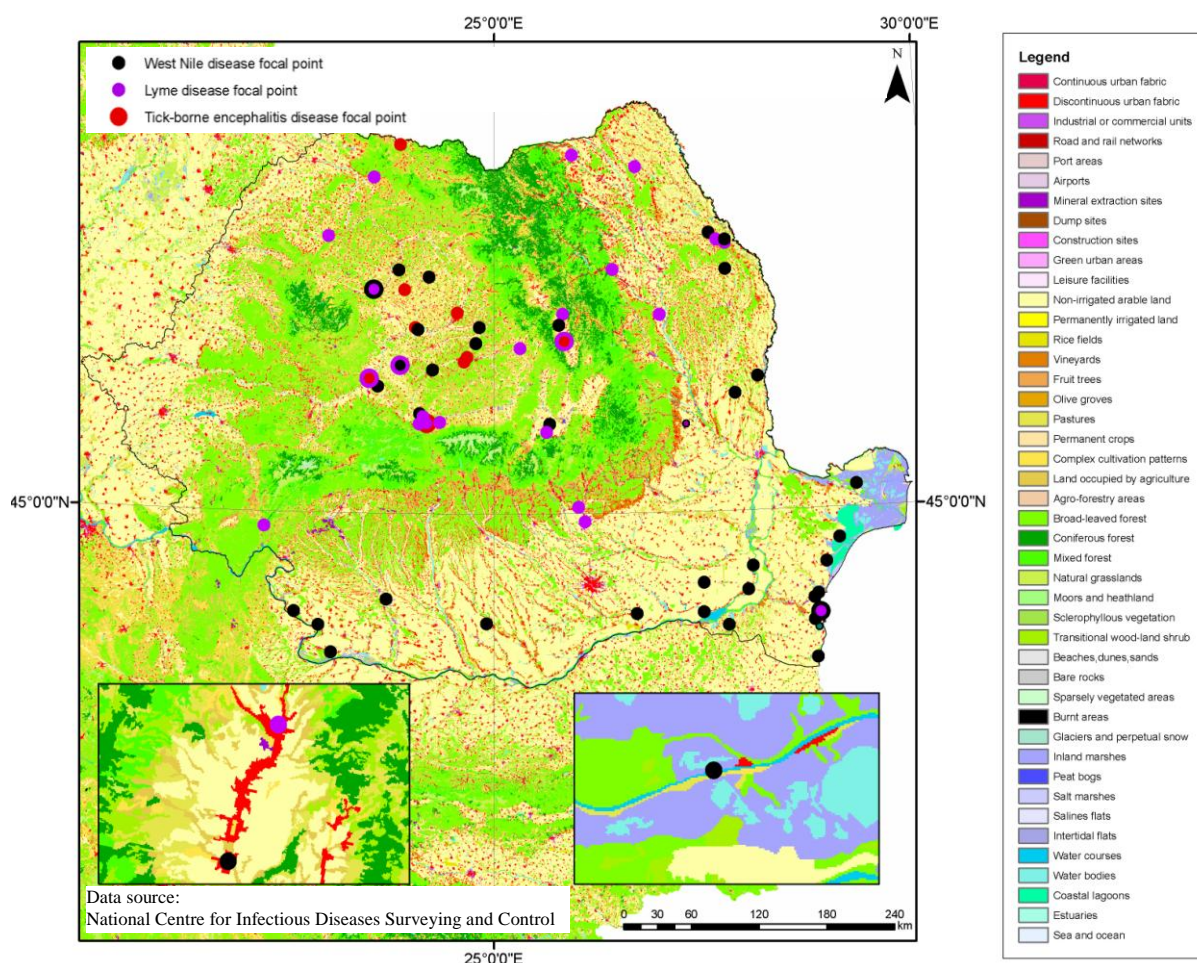 25°0'0"E
30°0'0"E
West Nile disease focal point
Lyme disease focal point
Tick-borne encephalitis disease focal point
N
45°0'0"N
45°0'0"N
Data source:
National Centre for Infectious Diseases Surveying and Control
0 30 60 120 180 240
km
25°0'0"E
Legend
Continuous urban fabric
Discontinuous urban fabric
Industrial or commercial units
Road and rail networks
Port areas
Airports
Mineral extraction sites
Dump sites
Construction sites
Green urban areas
Leisure facilities
Non-irrigated arable land
Permanently irrigated land
Rice fields
Vineyards
Fruit trees
Olive groves
Pastures
Permanent crops
Complex cultivation patterns
Land occupied by agriculture
Agro-forestry areas
Broad-leaved forest
Coniferous forest
Mixed forest
Natural grasslands
Moors and heathland
Sclerophyllous vegetation
Transitional wood-land shrub
Beaches,dunes,sands
Bare rocks
Sparsely vegetated areas
Burnt areas
Glaciers and perpetual snow
Inland marshes
Peat bogs
Salt marshes
Salines flats
Intertidal flats
Water courses
Water bodies
Coastal lagoons
Estuaries
Sea and ocean